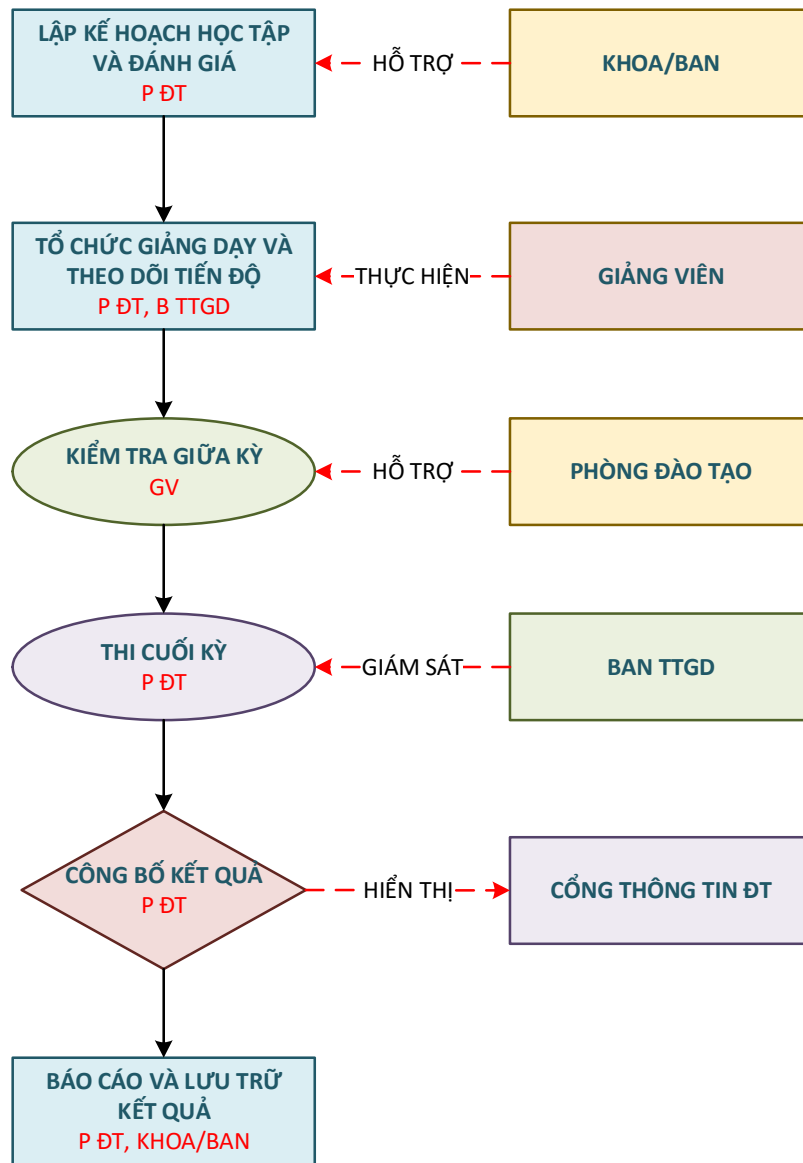 LẬP KẾ HOẠCH HỌC TẬP
VÀ ĐÁNH GIÁ
P ĐT
HỖ TRỢ
KHOA/BAN
TỔ CHỨC GIẢNG DẠY VÀ
THEO DÕI TIẾN ĐỘ
P ĐT, B TTGD
THỰC HIỆN
GIẢNG VIÊN
KIỂM TRA GIỮA KỲ
GV
HỖ TRỢ
PHÒNG ĐÀO TẠO
THI CUỐI KỲ
P ĐT
GIÁM SÁT
BAN TTGD
CÔNG BỐ KẾT QUẢ
P ĐT
HIỂN THỊ
CỔNG THÔNG TIN ĐT
BÁO CÁO VÀ LƯU TRỮ
KẾT QUẢ
P ĐT, KHOA/BAN